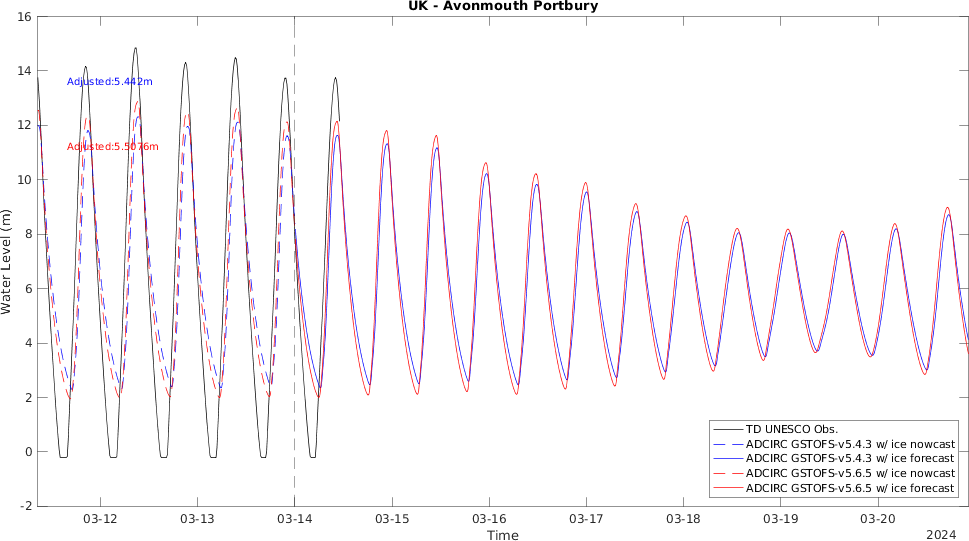 UK - Avonmouth Portbury
16
14
12
10
8
6
4
2
0
-2
Water Level (m)
Adjusted:5.442m
Adjusted:5.5076m
TD UNESCO Obs.
ADCIRC GSTOFS-v5.4.3 w/ ice nowcast
ADCIRC GSTOFS-v5.4.3 w/ ice forecast
ADCIRC GSTOFS-v5.6.5 w/ ice nowcast
ADCIRC GSTOFS-v5.6.5 w/ ice forecast
03-12 03-13 03-14 03-15 03-16 03-17 03-18 03-19 03-20
Time
2024